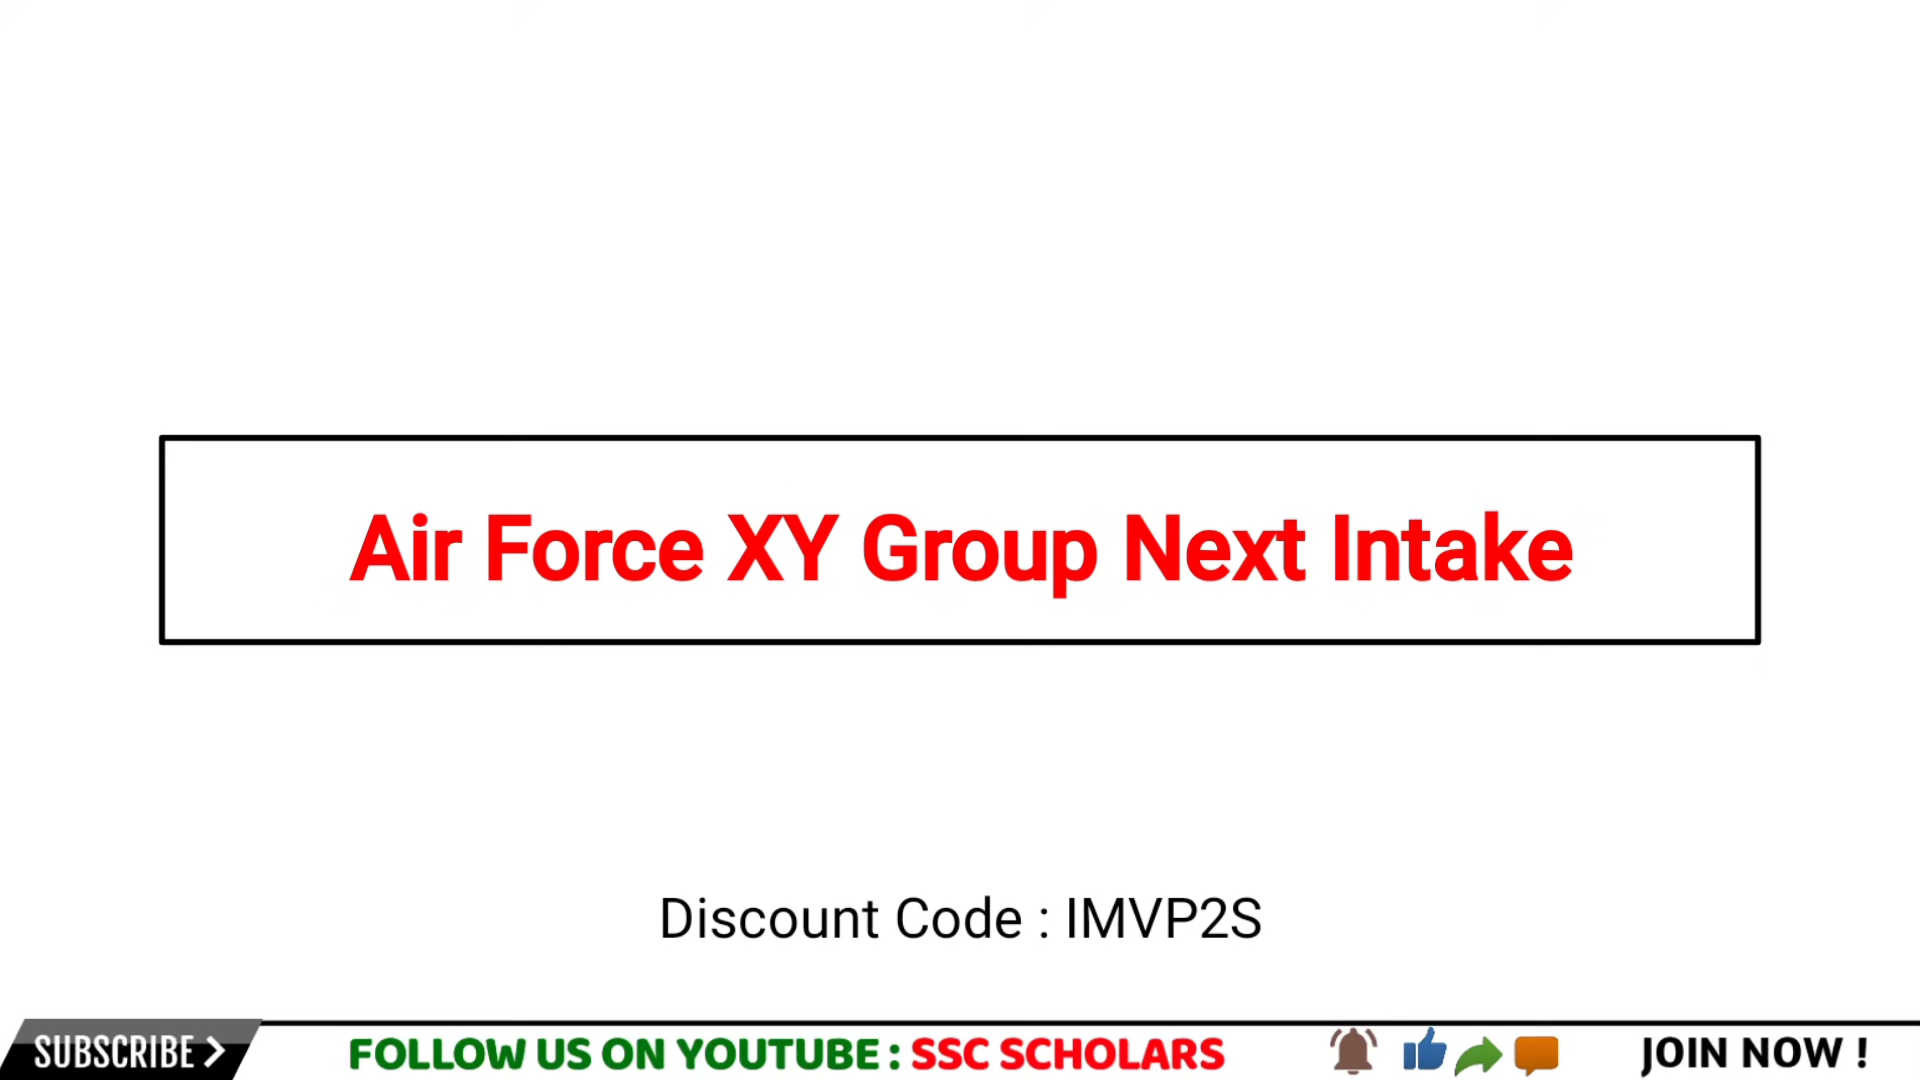 Air Force XY Group Next Intake
Discount Code : IMVP2S
SUBSCRIBE FOLLOW US ON YOUTUBE : SSC SCHOLARS JOIN NOW !